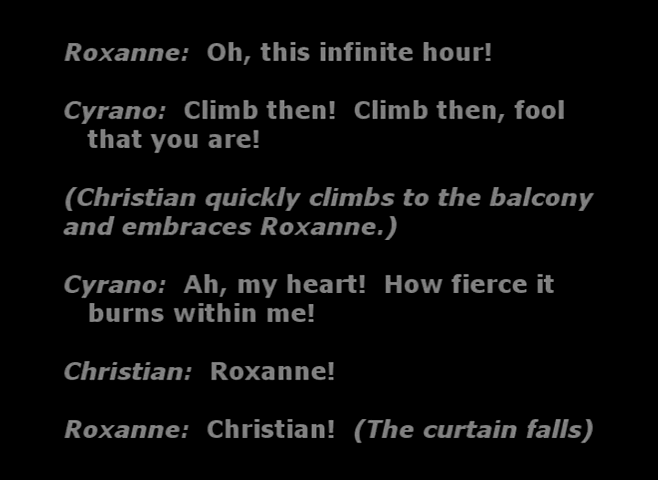 Roxanne:  Oh, this infinite hour!
Cyrano:  Climb then!  Climb then, fool
that you are!
(Christian quickly climbs to the balcony
and embraces Roxanne.)
Cyrano:  Ah, my heart!  How fierce it
burns within me!
Christian:  Roxanne!
Roxanne:  Christian!  (The curtain falls)